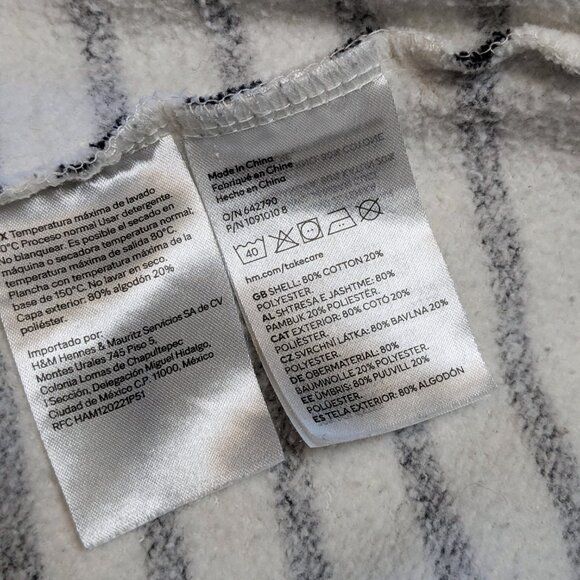 X Temperatura máxima de lavado
0°C Proceso normal Usar detergente
No blanquear. Es posible el secado en
máquina o secadora temperatura normal;
temperatura máxima de salida 80°C.
Plancha con temperatura máxima de la
base de 150°C. No lavar en seco.
Capa exterior: 80% algodón 20%
poliéster.
Importado por:
H&M Hennes & Mauritz Servicios SA de CV
Montes Urales 745 Piso 5,
Colonia Lomas de Chapultepec
I Sección, Delegación Miguel Hidalgo,
Ciudad de México C.P. 11000, México
RFC HAM120221P51
Made in China
Fabriqué en Chine
Hecho en China
O/N 642790
P/N 1091010 8
40
hm.com/takecare
GB SHELL: 80% COTTON 20%
POLYESTER.
AL SHTRESA E JASHTME: 80%
PAMBUK 20% POLIESTËR.
CAT EXTERIOR: 80% COTÓ 20%
POLIÈSTER.
CZ SVRCHNÍ LÁTKA: 80% BAVLNA 20%
POLYESTER.
DE OBERMATERIAL: 80%
BAUMWOLLE 20% POLYESTER.
EE ÜMBRIS: 80% PUUVILL 20%
POLÜESTER.
ES TELA EXTERIOR: 80% ALGODÓN